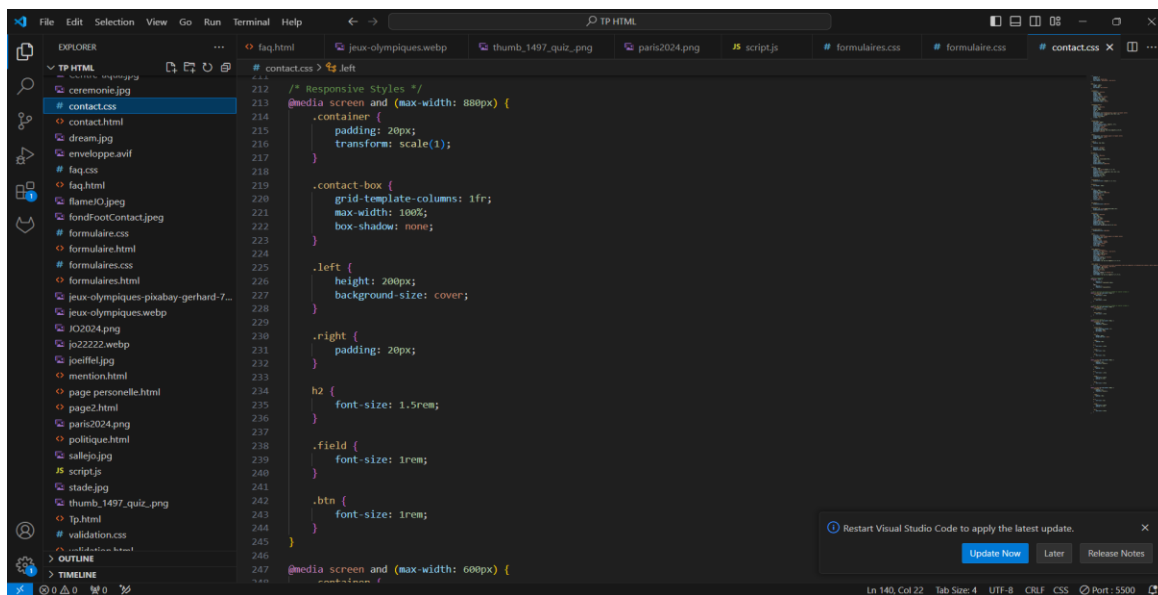 File Edit Selection View Go Run Terminal Help
TP HTML
EXPLORER
faq.html jeux-olympiques.webp thumb_1497_quiz_.png paris2024.png JS script.js # formulaires.css # formulaire.css # contact.css
TP HTML
# contact.css > .left
ceremonie.jpg
# contact.css
contact.html
dream.jpg
enveloppe.avif
# faq.css
faq.html
flameJO.jpeg
fondFootContact.jpeg
# formulaire.css
formulaire.html
# formulaires.css
formulaires.html
jeux-olympiques-pixabay-gerhard-7...
jeux-olympiques.webp
JO2024.png
jo22222.webp
joeiffel.jpg
mention.html
page personelle.html
page2.html
paris2024.png
politique.html
sallejo.jpg
JS script.js
stade.jpg
thumb_1497_quiz_.png
Tp.html
# validation.css
OUTLINE
TIMELINE
212 /* Responsive Styles */
213 @media screen and (max-width: 880px) {
214 .container {
215 padding: 20px;
216 transform: scale(1);
217 }
218
219 .contact-box {
220 grid-template-columns: 1fr;
221 max-width: 100%;
222 box-shadow: none;
223 }
224
225 .left {
226 height: 200px;
227 background-size: cover;
228 }
229
230 .right {
231 padding: 20px;
232 }
233
234 h2 {
235 font-size: 1.5rem;
236 }
237
238 .field {
239 font-size: 1rem;
240 }
241
242 .btn {
243 font-size: 1rem;
244 }
245 }
246
247 @media screen and (max-width: 600px) {
Restart Visual Studio Code to apply the latest update.
Update Now Later Release Notes
0 0 0 Ln 140, Col 22 Tab Size: 4 UTF-8 CRLF CSS Port : 5500